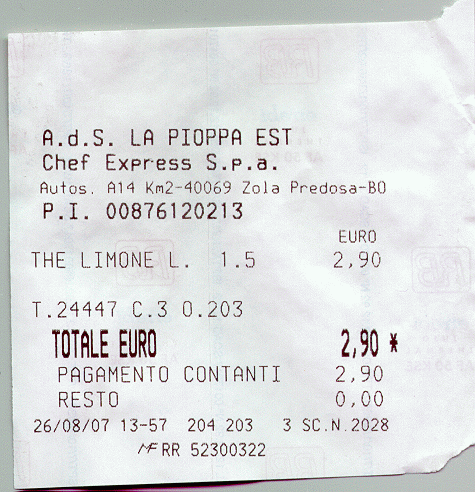 A.d.S. LA PIOPPA EST
Chef Express S.p.a.
Autos. A14 Km2-40069 Zola Predosa-BO
P.I. 00876120213
EURO
THE LIMONE L. 1.5 2,90
T.24447 C.3 O.203
TOTALE EURO 2,90 *
PAGAMENTO CONTANTI 2,90
RESTO 0,00
26/08/07 13-57 204 203 3 SC.N.2028
MF RR 52300322